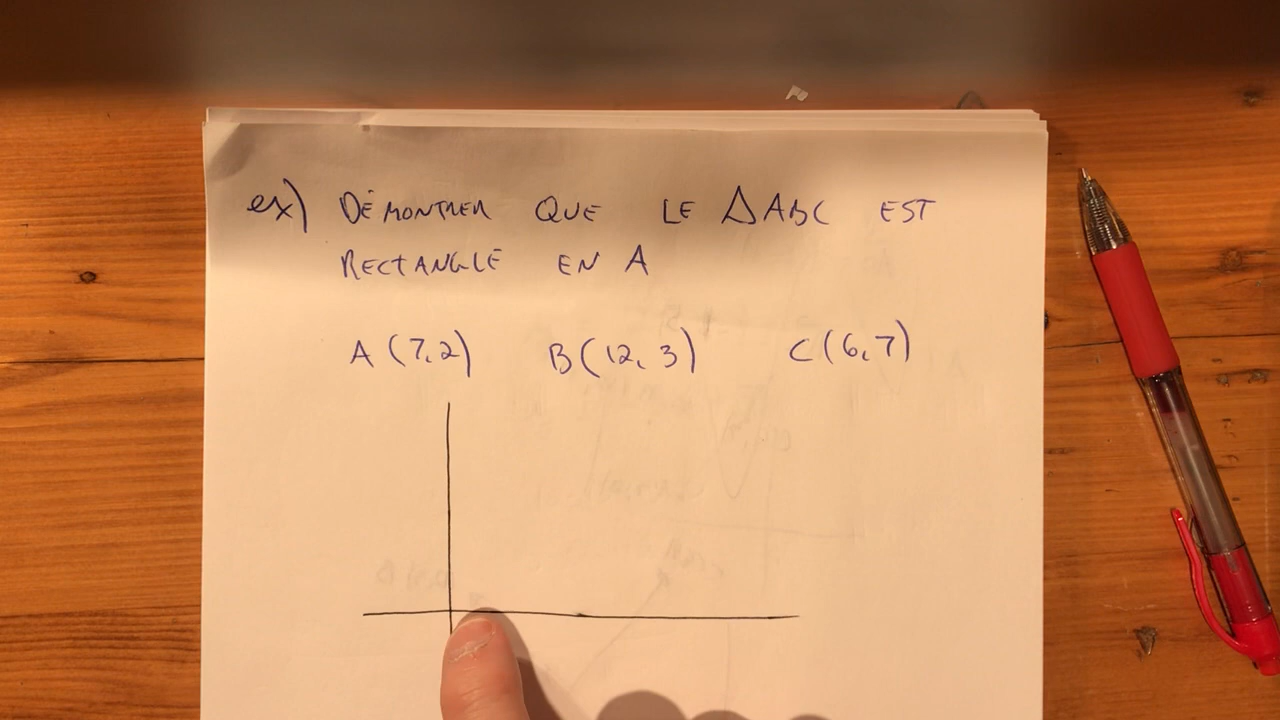 ex) DÉMONTRER QUE LE ΔABC EST
RECTANGLE EN A
A(7,2) B(12,3) C(6,7)